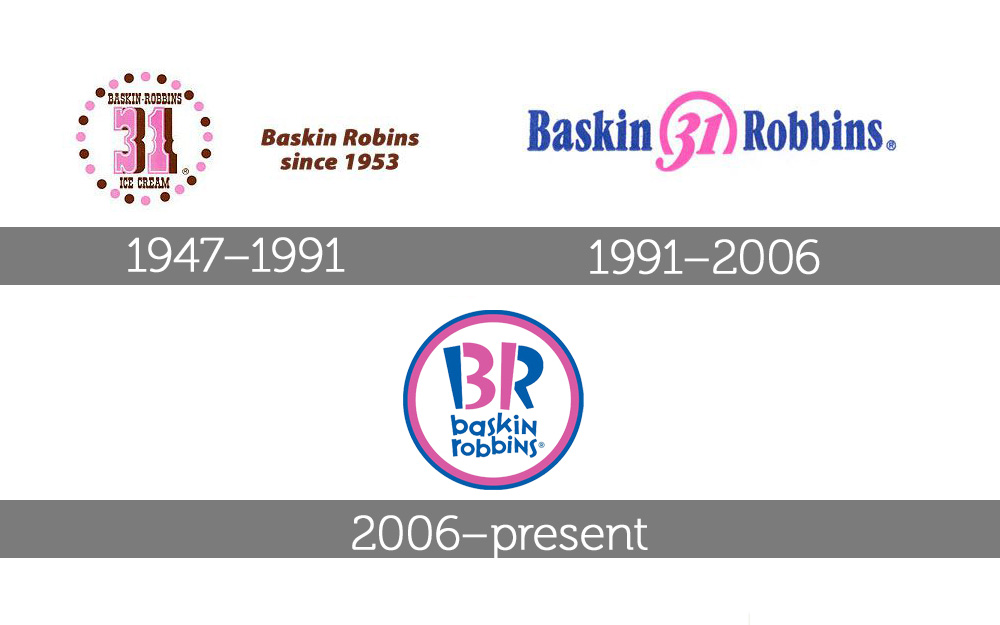 BASKIN-ROBBINS
31
ICE CREAM
®
Baskin Robins
since 1953
Baskin 31 Robbins®
1947–1991
1991–2006
BR
baskin
robbins®
2006–present